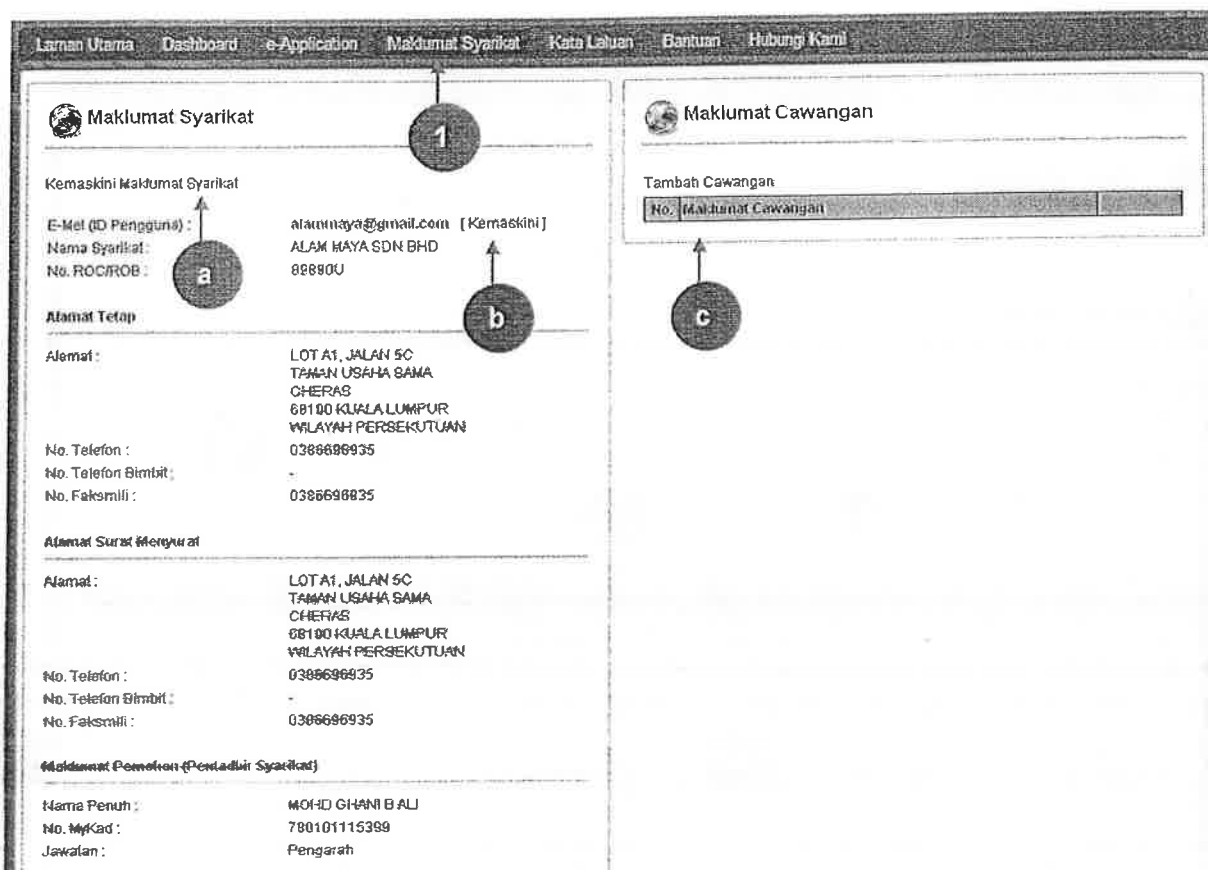 Laman Utama Dashboard e-Application Maklumat Syarikat Kata Laluan Bantuan Hubungi Kami
Maklumat Syarikat
1
Kemaskini Maklumat Syarikat
E-Mel (ID Pengguna) : alammaya@gmail.com [Kemaskini]
Nama Syarikat : ALAM MAYA SDN BHD
No. ROC/ROB : 89890U
a
b
Alamat Tetap
Alamat : LOT A1, JALAN 5C
TAMAN USAHA SAMA
CHERAS
68100 KUALA LUMPUR
WILAYAH PERSEKUTUAN
No. Telefon : 0386696935
No. Telefon Bimbit : -
No. Faksmili : 0386696935
Alamat Surat Menyurat
Alamat : LOT A1, JALAN 5C
TAMAN USAHA SAMA
CHERAS
68100 KUALA LUMPUR
WILAYAH PERSEKUTUAN
No. Telefon : 0386696935
No. Telefon Bimbit : -
No. Faksmili : 0386696935
Maklumat Pemohon (Pentadbir Syarikat)
Nama Penuh : MOHD GHANI B ALI
No. MyKad : 780101115399
Jawatan : Pengarah
Maklumat Cawangan
Tambah Cawangan
No. Maklumat Cawangan
c